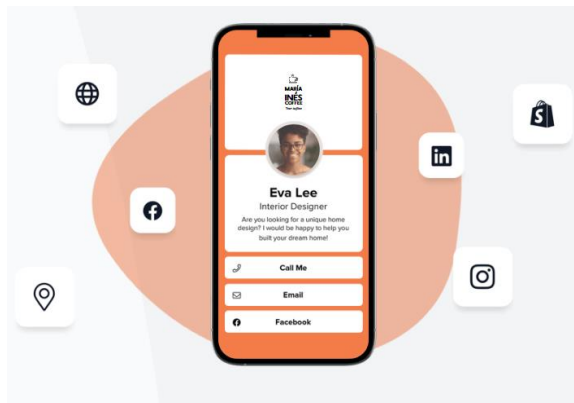 MARÍA
INÉS
COFFEE
Eva Lee
Interior Designer
Are you looking for a unique home
design? I would be happy to help you
built your dream home!
Call Me
Email
Facebook